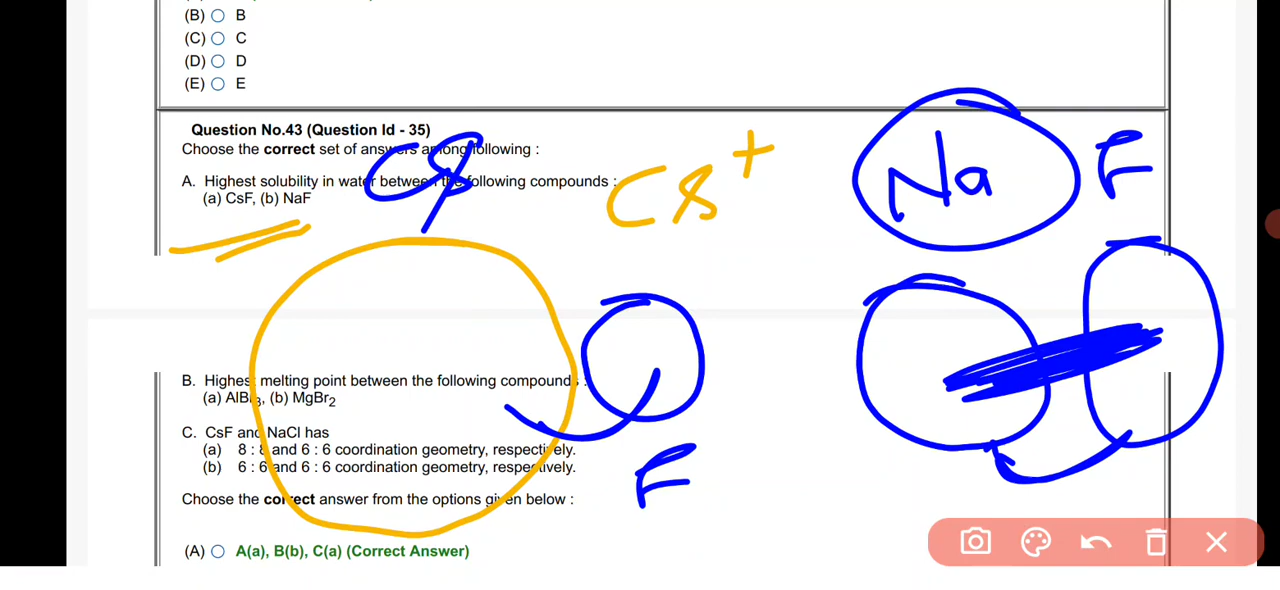 (B) B
(C) C
(D) D
(E) E
Question No.43 (Question Id - 35)
Choose the correct set of answers among following :
A. Highest solubility in water between the following compounds :
(a) CsF, (b) NaF
Cs+
Na F
B. Highest melting point between the following compounds :
(a) AlBr3, (b) MgBr2
F
C. CsF and NaCl has
(a) 8 : 8 and 6 : 6 coordination geometry, respectively.
(b) 6 : 6 and 6 : 6 coordination geometry, respectively.
Choose the correct answer from the options given below :
(A) A(a), B(b), C(a) (Correct Answer)